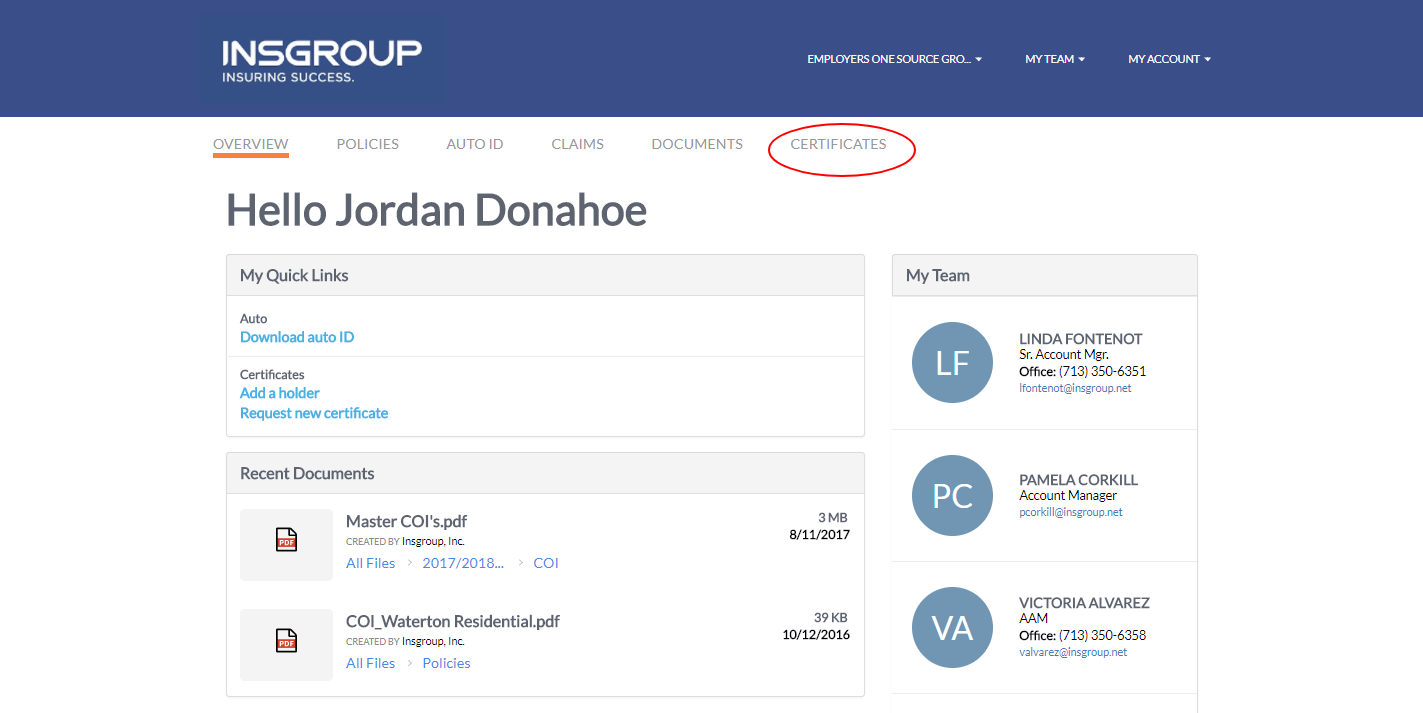 INSGROUP
INSURING SUCCESS.
EMPLOYERS ONE SOURCE GRO...
MY TEAM
MY ACCOUNT
OVERVIEW
POLICIES
AUTO ID
CLAIMS
DOCUMENTS
CERTIFICATES
Hello Jordan Donahoe
My Quick Links
Auto
Download auto ID
Certificates
Add a holder
Request new certificate
Recent Documents
PDF
Master COI's.pdf
3 MB
CREATED BY Insgroup, Inc.
8/11/2017
All Files > 2017/2018... > COI
PDF
COI_Waterton Residential.pdf
39 KB
CREATED BY Insgroup, Inc.
10/12/2016
All Files > Policies
My Team
LF
LINDA FONTENOT
Sr. Account Mgr.
Office: (713) 350-6351
lfontenot@insgroup.net
PC
PAMELA CORKILL
Account Manager
pcorkill@insgroup.net
VA
VICTORIA ALVAREZ
AAM
Office: (713) 350-6358
valvarez@insgroup.net